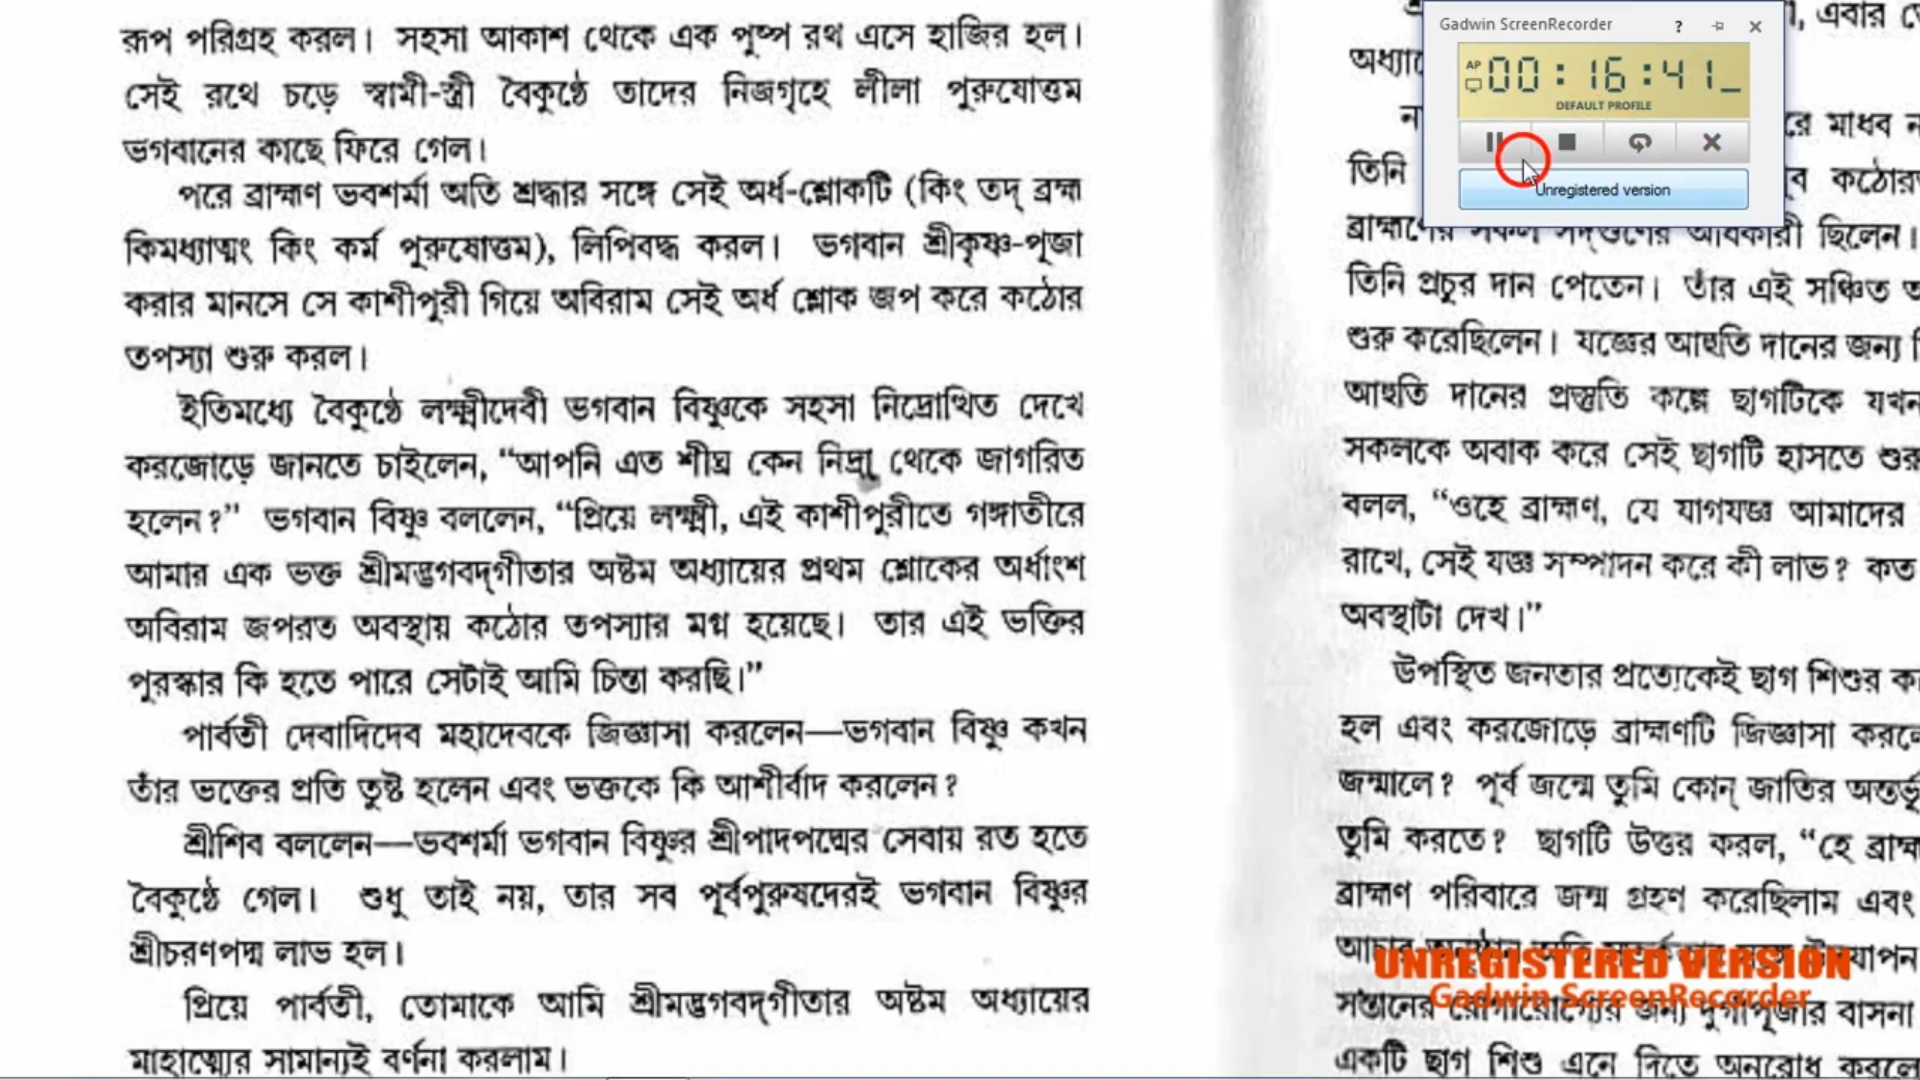 রূপ পরিগ্রহ করল। সহসা আকাশ থেকে এক পুষ্প রথ এসে হাজির হল।
সেই রথে চড়ে স্বামী-স্ত্রী বৈকুণ্ঠে তাদের নিজগৃহে লীলা পুরুষোত্তম
ভগবানের কাছে ফিরে গেল।
পরে ব্রাহ্মণ ভবশর্মা অতি শ্রদ্ধার সঙ্গে সেই অর্ধ-শ্লোকটি (কিং তদ্ ব্রহ্ম
কিমধ্যাত্মং কিং কর্ম পুরুষোত্তম), লিপিবদ্ধ করল। ভগবান শ্রীকৃষ্ণ-পূজা
করার মানসে সে কাশীপুরী গিয়ে অবিরাম সেই অর্ধ শ্লোক জপ করে কঠোর
তপস্যা শুরু করল।
ইতিমধ্যে বৈকুণ্ঠে লক্ষ্মীদেবী ভগবান বিষ্ণুকে সহসা নিদ্রোত্থিত দেখে
করজোড়ে জানতে চাইলেন, “আপনি এত শীঘ্র কেন নিদ্রা থেকে জাগরিত
হলেন?” ভগবান বিষ্ণু বললেন, “প্রিয়ে লক্ষ্মী, এই কাশীপুরীতে গঙ্গাতীরে
আমার এক ভক্ত শ্রীমদ্ভগবদ্‌গীতার অষ্টম অধ্যায়ের প্রথম শ্লোকের অর্ধাংশ
অবিরাম জপরত অবস্থায় কঠোর তপস্যার মগ্ন হয়েছে। তার এই ভক্তির
পুরস্কার কি হতে পারে সেটাই আমি চিন্তা করছি।”
পার্বতী দেবাদিদেব মহাদেবকে জিজ্ঞাসা করলেন—ভগবান বিষ্ণু কখন
তাঁর ভক্তের প্রতি তুষ্ট হলেন এবং ভক্তকে কি আশীর্বাদ করলেন?
শ্রীশিব বললেন—ভবশর্মা ভগবান বিষ্ণুর শ্রীপাদপদ্মের সেবায় রত হতে
বৈকুণ্ঠে গেল। শুধু তাই নয়, তার সব পূর্বপুরুষদেরই ভগবান বিষ্ণুর
শ্রীচরণপদ্ম লাভ হল।
প্রিয়ে পার্বতী, তোমাকে আমি শ্রীমদ্ভগবদ্‌গীতার অষ্টম অধ্যায়ের
মাহাত্ম্যের সামান্যই বর্ণনা করলাম।
এবার
রে মাধব
তিনি কঠোর
ব্রাহ্মণের সকল সদ্‌গুণের অধিকারী ছিলেন।
তিনি প্রচুর দান পেতেন। তাঁর এই সঞ্চিত
শুরু করেছিলেন। যজ্ঞের আহুতি দানের জন্য
আহুতি দানের প্রস্তুতি কল্পে ছাগটিকে যখন
সকলকে অবাক করে সেই ছাগটি হাসতে
বলল, “ওহে ব্রাহ্মণ, যে যাগযজ্ঞ আমাদের
রাখে, সেই যজ্ঞ সম্পাদন করে কী লাভ? কত
অবস্থাটা দেখ।”
উপস্থিত জনতার প্রত্যেকেই ছাগ শিশুর
হল এবং করজোড়ে ব্রাহ্মণটি জিজ্ঞাসা
জন্মালে? পূর্ব জন্মে তুমি কোন্ জাতির
তুমি করতে? ছাগটি উত্তর করল, “হে
ব্রাহ্মণ পরিবারে জন্ম গ্রহণ করেছিলাম এবং
সন্তানের রোগারোগ্যের জন্য দুর্গাপূজার বাসনা
একটি ছাগ শিশু এনে দিতে অনুরোধ
Gadwin ScreenRecorder
?
AP 00:16:41
DEFAULT PROFILE
Unregistered version
UNREGISTERED VERSION
Gadwin ScreenRecorder